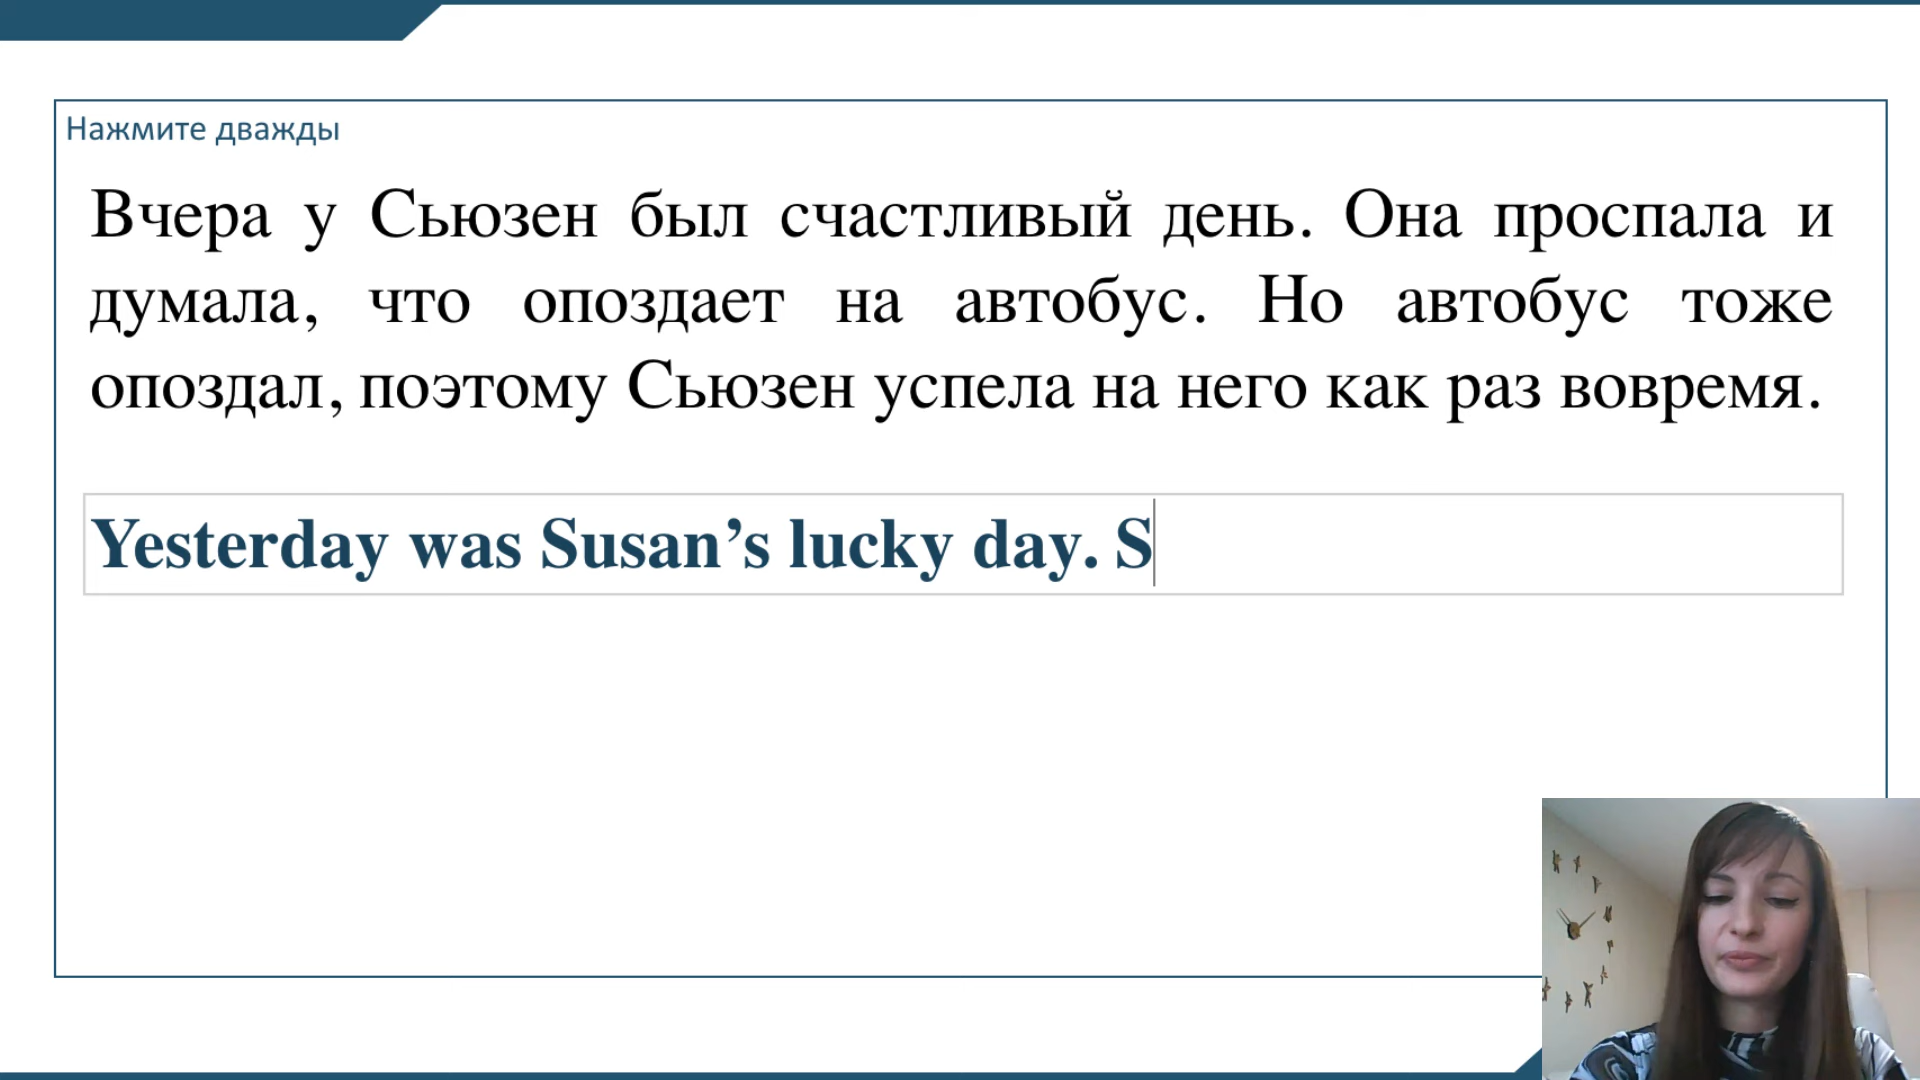 Нажмите дважды
Вчера у Сьюзен был счастливый день. Она проспала и
думала, что опоздает на автобус. Но автобус тоже
опоздал, поэтому Сьюзен успела на него как раз вовремя.
Yesterday was Susan’s lucky day. S